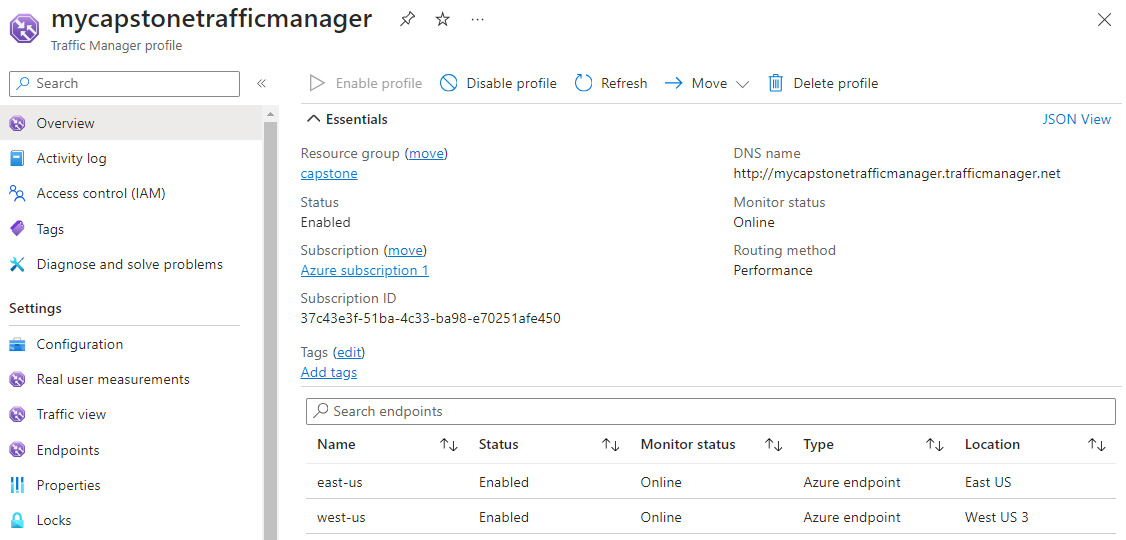 mycapstonetrafficmanager
Traffic Manager profile
Search
Overview
Activity log
Access control (IAM)
Tags
Diagnose and solve problems
Settings
Configuration
Real user measurements
Traffic view
Endpoints
Properties
Locks
Enable profile Disable profile Refresh Move Delete profile
Essentials JSON View
Resource group (move)
capstone
Status
Enabled
Subscription (move)
Azure subscription 1
Subscription ID
37c43e3f-51ba-4c33-ba98-e70251afe450
Tags (edit)
Add tags
DNS name
http://mycapstonetrafficmanager.trafficmanager.net
Monitor status
Online
Routing method
Performance
Search endpoints
Name Status Monitor status Type Location
east-us Enabled Online Azure endpoint East US
west-us Enabled Online Azure endpoint West US 3